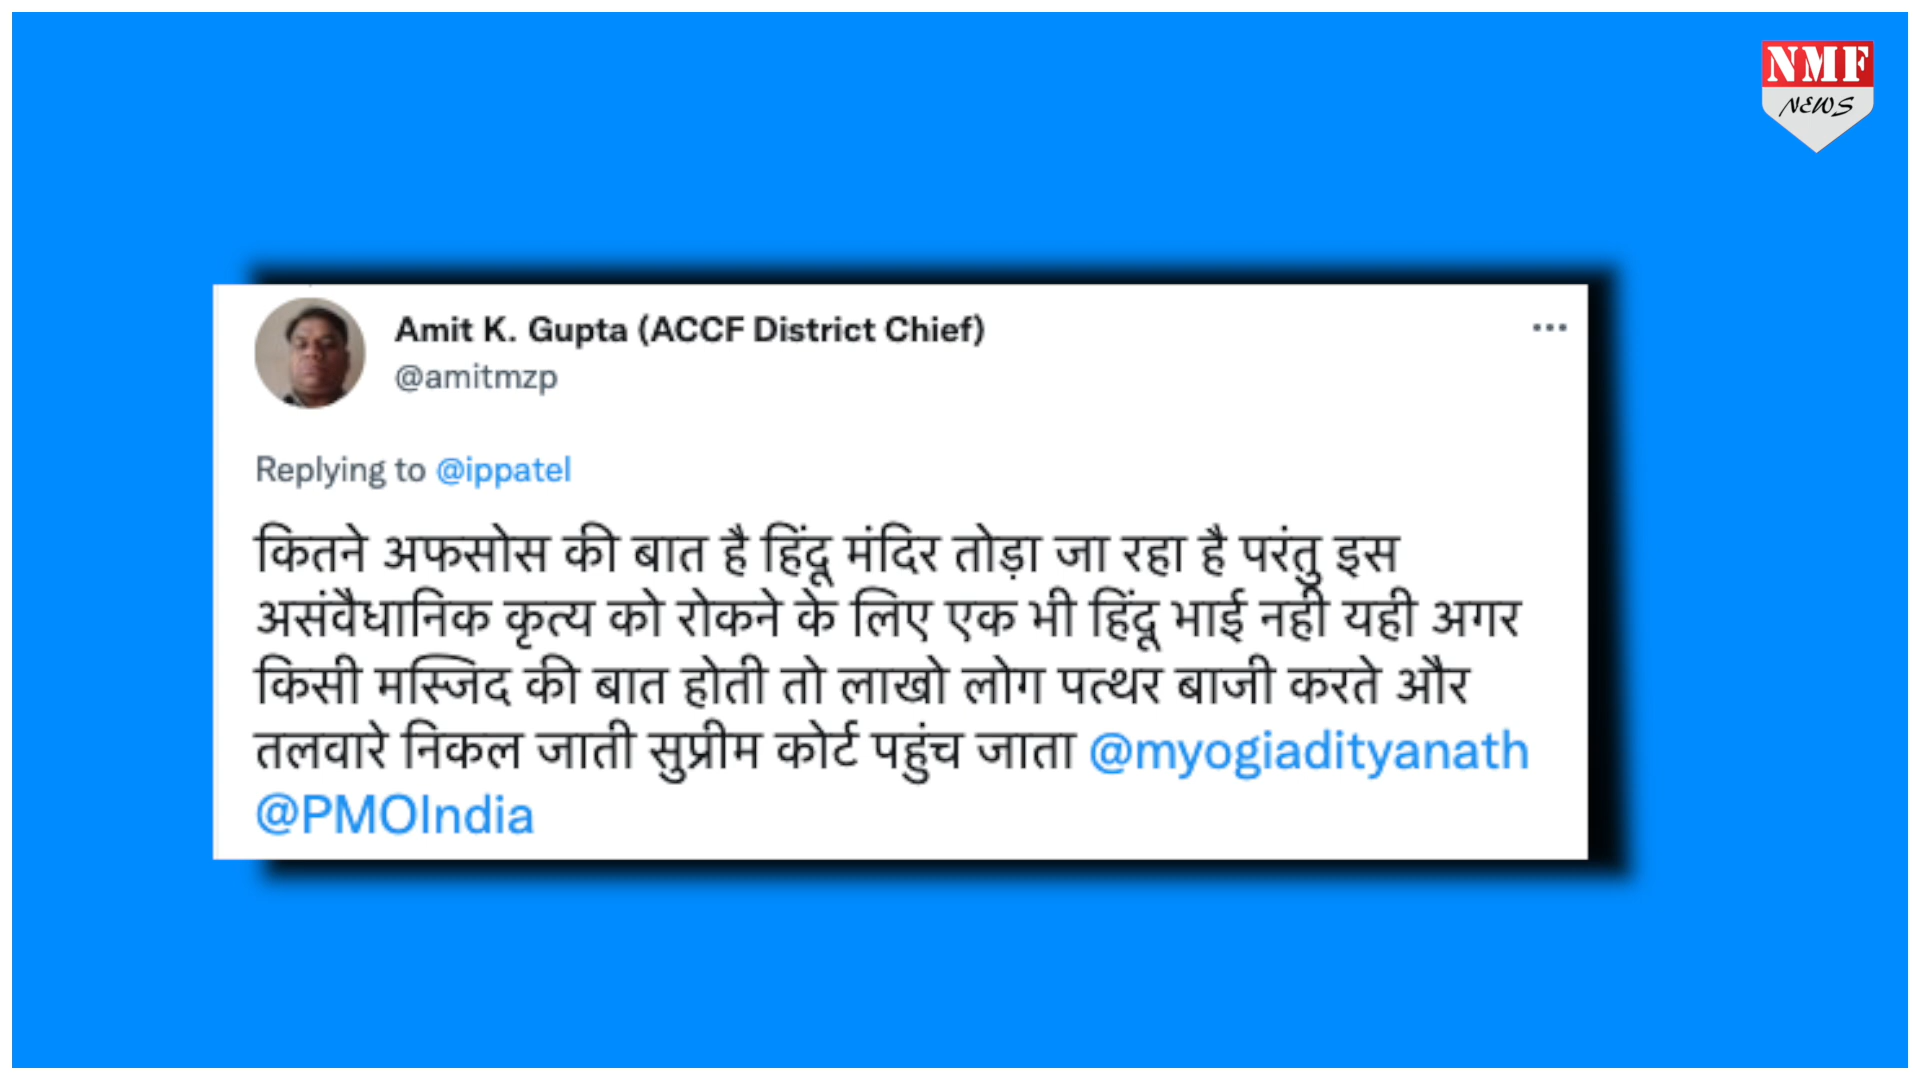 NMF
NEWS
Amit K. Gupta (ACCF District Chief)
@amitmzp
Replying to @ippatel
कितने अफसोस की बात है हिंदू मंदिर तोड़ा जा रहा है परंतु इस
असंवैधानिक कृत्य को रोकने के लिए एक भी हिंदू भाई नही यही अगर
किसी मस्जिद की बात होती तो लाखो लोग पत्थर बाजी करते और
तलवारे निकल जाती सुप्रीम कोर्ट पहुंच जाता @myogiadityanath
@PMOIndia